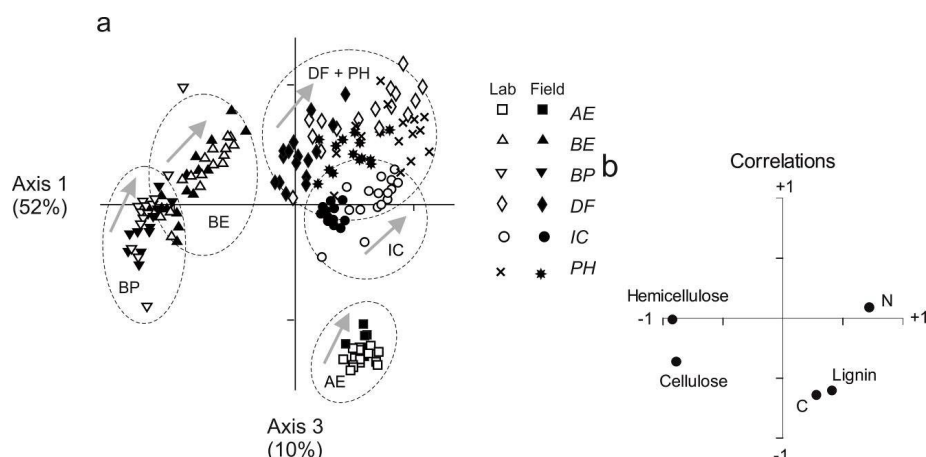 a
DF + PH
BE
BP
IC
AE
Axis 1
(52%)
Axis 3
(10%)
Lab Field
AE
BE
BP
DF
IC
PH
b
Correlations
+1
Hemicellulose
N
-1
+1
Cellulose
Lignin
C
-1